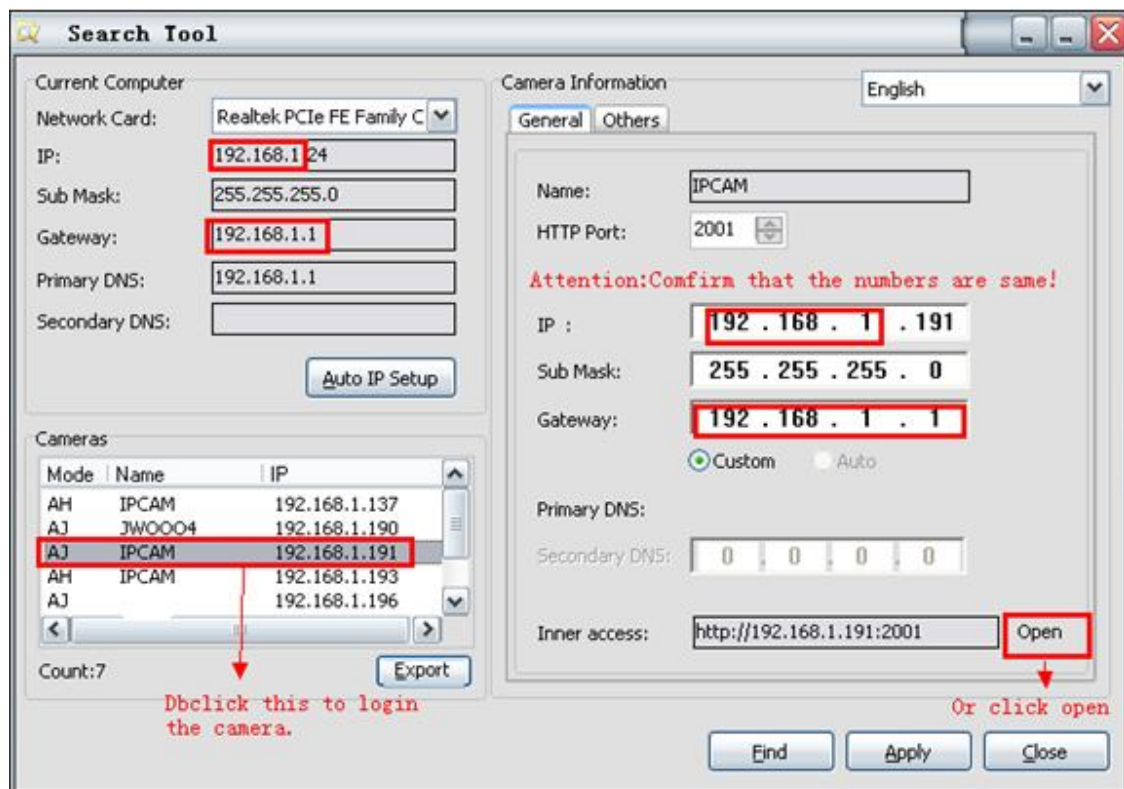 Search Tool
Current Computer
Network Card: Realtek PCIe FE Family C
IP: 192.168.1.24
Sub Mask: 255.255.255.0
Gateway: 192.168.1.1
Primary DNS: 192.168.1.1
Secondary DNS:
Auto IP Setup
Cameras
Mode Name IP
AH IPCAM 192.168.1.137
AJ JWOOO4 192.168.1.190
AJ IPCAM 192.168.1.191
AH IPCAM 192.168.1.193
AJ 192.168.1.196
Count:7 Export
Dbclick this to login
the camera.
Camera Information English
General Others
Name: IPCAM
HTTP Port: 2001
Attention:Comfirm that the numbers are same!
IP : 192 . 168 . 1 . 191
Sub Mask: 255 . 255 . 255 . 0
Gateway: 192 . 168 . 1 . 1
Custom Auto
Primary DNS:
Secondary DNS: 0 . 0 . 0 . 0
Inner access: http://192.168.1.191:2001 Open
Or click open
Find Apply Close